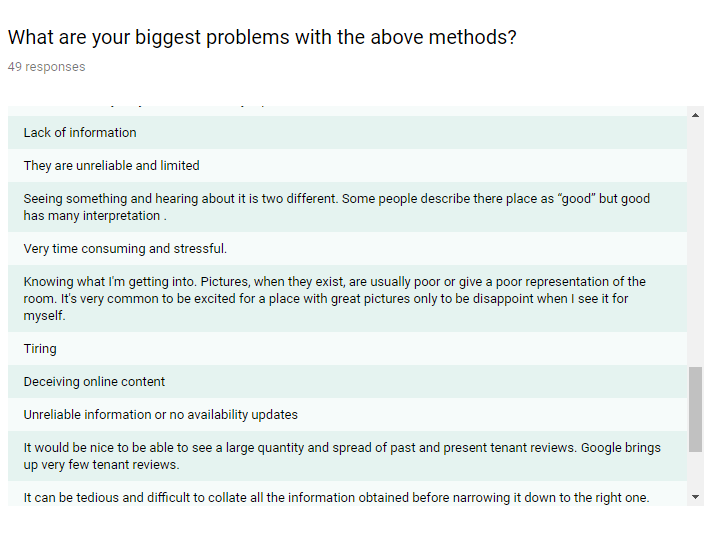 What are your biggest problems with the above methods?
49 responses
Lack of information
They are unreliable and limited
Seeing something and hearing about it is two different. Some people describe there place as “good” but good
has many interpretation .
Very time consuming and stressful.
Knowing what I'm getting into. Pictures, when they exist, are usually poor or give a poor representation of the
room. It's very common to be excited for a place with great pictures only to be disappoint when I see it for
myself.
Tiring
Deceiving online content
Unreliable information or no availability updates
It would be nice to be able to see a large quantity and spread of past and present tenant reviews. Google brings
up very few tenant reviews.
It can be tedious and difficult to collate all the information obtained before narrowing it down to the right one.